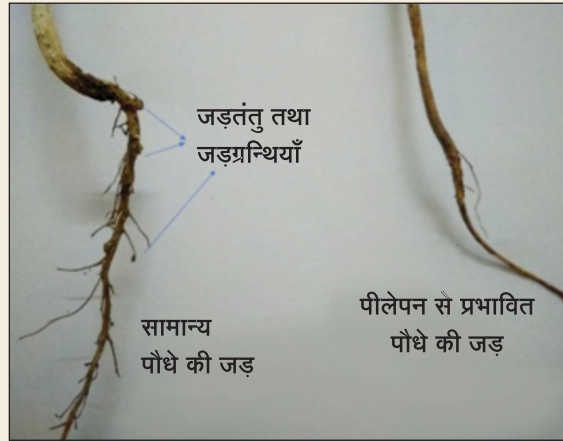 जड़तंतु तथा
जड़ग्रन्थियाँ
सामान्य
पौधे की जड़
पीलेपन से प्रभावित
पौधे की जड़